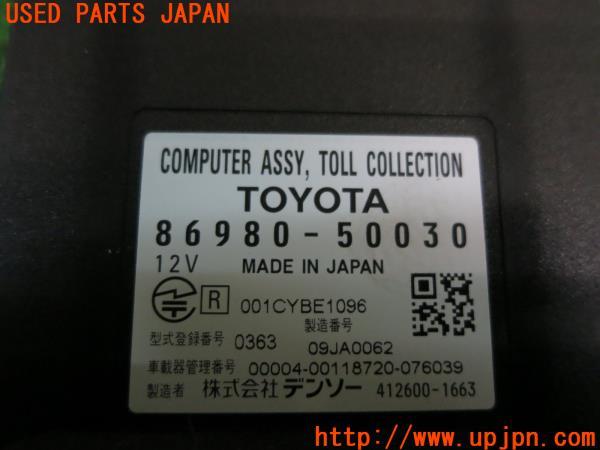 USED PARTS JAPAN
COMPUTER ASSY, TOLL COLLECTION
TOYOTA
86980-50030
12V MADE IN JAPAN
R 001CYBE1096
型式登録番号 0363 製造番号 09JA0062
車載器管理番号 00004-00118720-076039
製造者 株式会社デンソー 412600-1663
http://www.upjpn.com